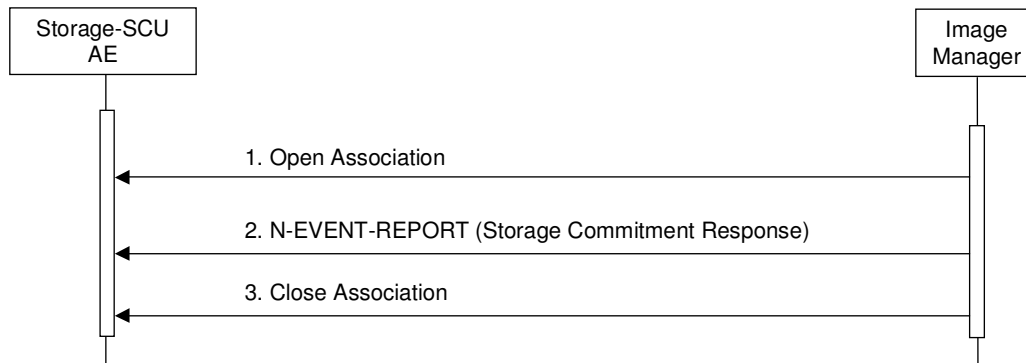 Storage-SCU
AE
Image
Manager
1. Open Association
2. N-EVENT-REPORT (Storage Commitment Response)
3. Close Association